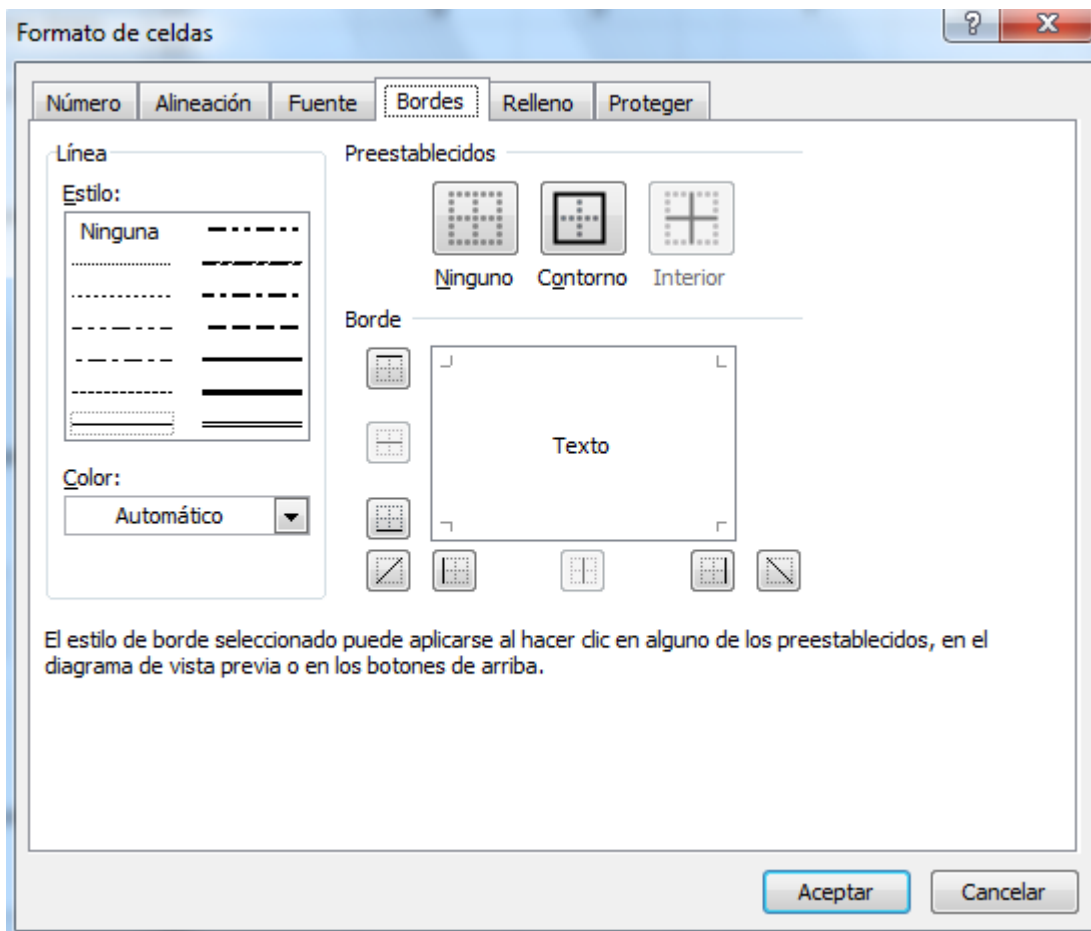 Formato de celdas
Número Alineación Fuente Bordes Relleno Proteger
Línea
Estilo:
Ninguna
Color:
Automático
Preestablecidos
Ninguno Contorno Interior
Borde
Texto
El estilo de borde seleccionado puede aplicarse al hacer clic en alguno de los preestablecidos, en el
diagrama de vista previa o en los botones de arriba.
Aceptar Cancelar